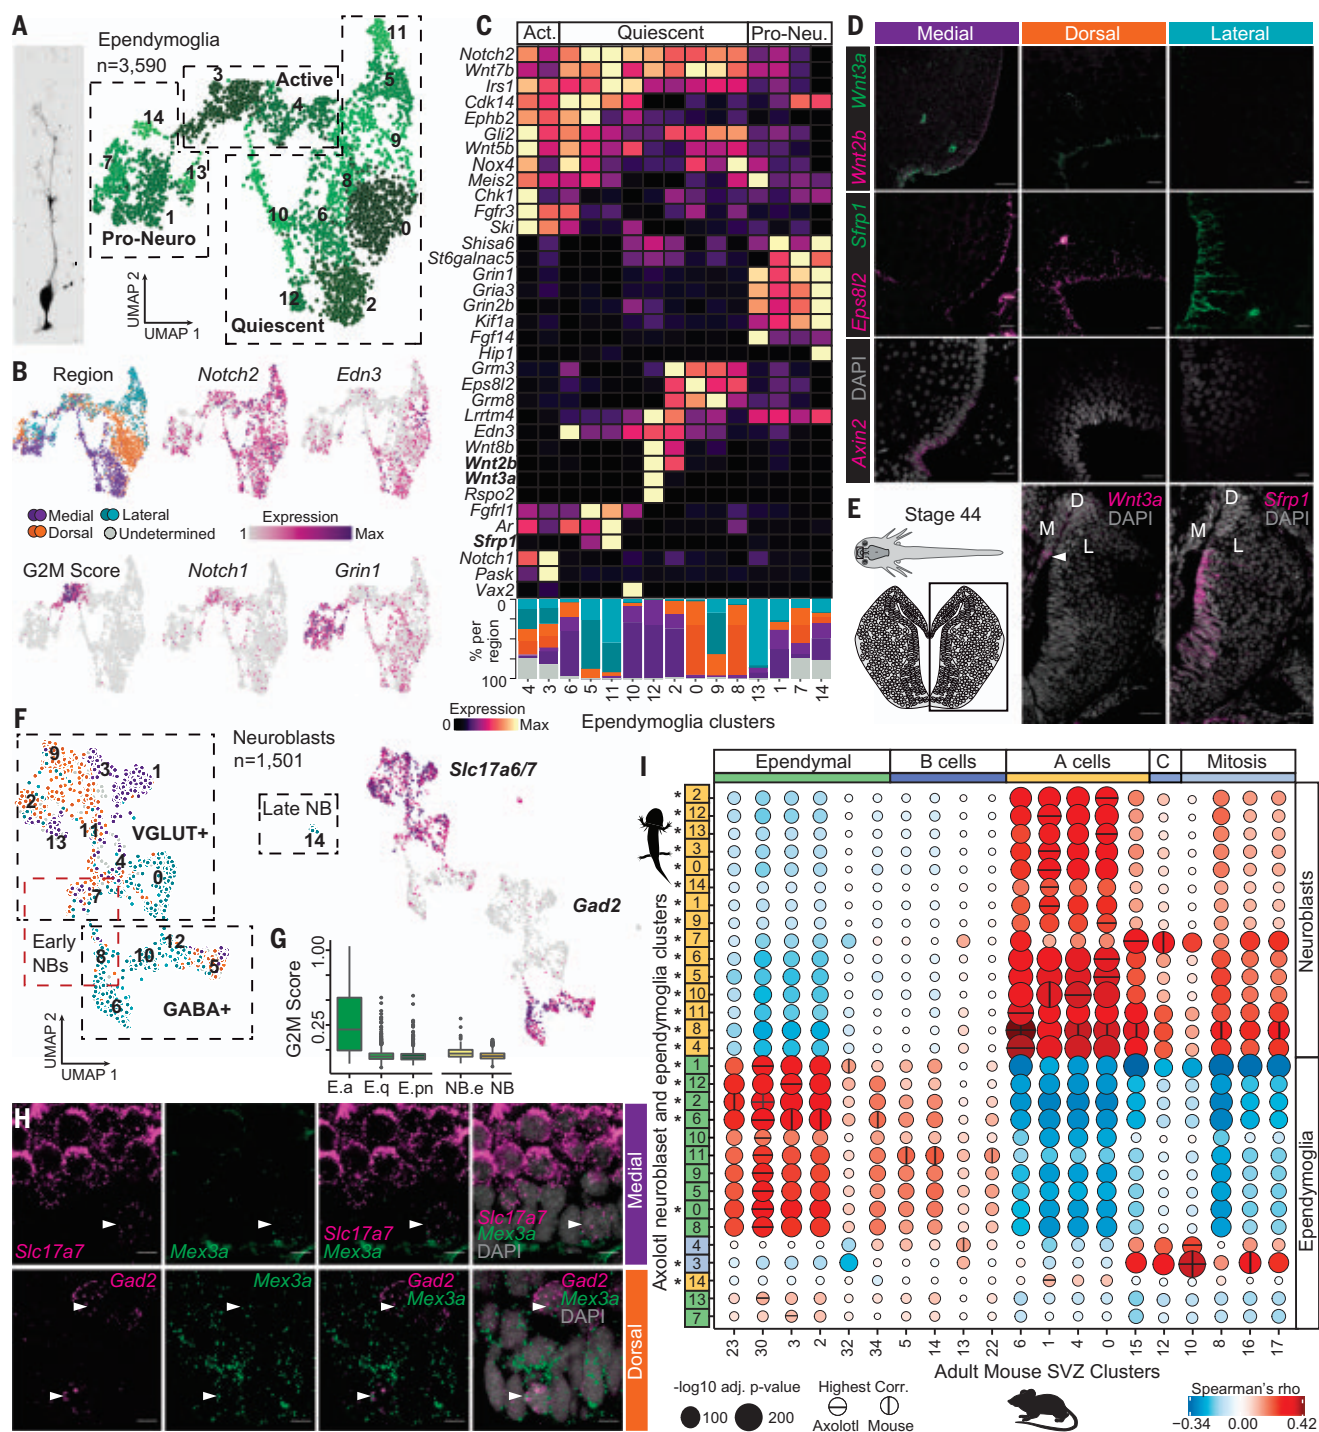 A
Ependymoglia
n=3,590
11
3
Active
5
4
14
9
7
13
8
10
6
0
1
Pro-Neuro
12
2
Quiescent
UMAP 2
UMAP 1
B
Region
Notch2
Edn3
Medial
Lateral
Dorsal
Undetermined
Expression
1
Max
G2M Score
Notch1
Grin1
C
Act.
Quiescent
Pro-Neu.
Notch2
Wnt7b
Irs1
Cdk14
Ephb2
Gli2
Wnt5b
Nox4
Meis2
Chk1
Fgfr3
Ski
Shisa6
St6galnac5
Grin1
Gria3
Grin2b
Kif1a
Fgf14
Hip1
Grm3
Eps8l2
Grm8
Lrrtm4
Edn3
Wnt8b
Wnt2b
Wnt3a
Rspo2
Fgfrl1
Ar
Sfrp1
Notch1
Pask
Vax2
0
% per region
100
4 3 6 5 11 10 12 2 0 9 8 13 1 7 14
Expression
0
Max
Ependymoglia clusters
D
Medial
Dorsal
Lateral
Wnt2b Wnt3a
Eps8l2 Sfrp1
Axin2 DAPI
E
Stage 44
D
M
L
Wnt3a
DAPI
D
M
L
Sfrp1
DAPI
F
Neuroblasts
n=1,501
9
3
1
2
13
11
VGLUT+
4
0
7
Late NB
14
Early
NBs
8
10
12
5
6
GABA+
UMAP 2
UMAP 1
Slc17a6/7
Gad2
G
G2M Score
1.00
0.25
E.a
E.q
E.pn
NB.e
NB
H
Slc17a7
Mex3a
Slc17a7
Mex3a
Slc17a7
Mex3a
DAPI
Medial
Gad2
Mex3a
Gad2
Mex3a
Gad2
Mex3a
DAPI
Dorsal
I
Ependymal
B cells
A cells
C
Mitosis
Axolotl neuroblaset and ependymoglia clusters
* 2
* 12
* 13
* 3
* 0
* 14
* 1
* 9
* 7
* 6
* 5
* 10
* 11
* 8
* 4
* 1
* 12
* 2
* 6
10
11
9
5
* 0
8
4
* 3
* 14
13
7
Neuroblasts
Ependymoglia
23 30 3 2 32 34 5 14 13 22 6 1 4 0 15 12 10 8 16 17
Adult Mouse SVZ Clusters
-log10 adj. p-value
100
200
Highest Corr.
Axolotl
Mouse
Spearman's rho
−0.34
0.00
0.42